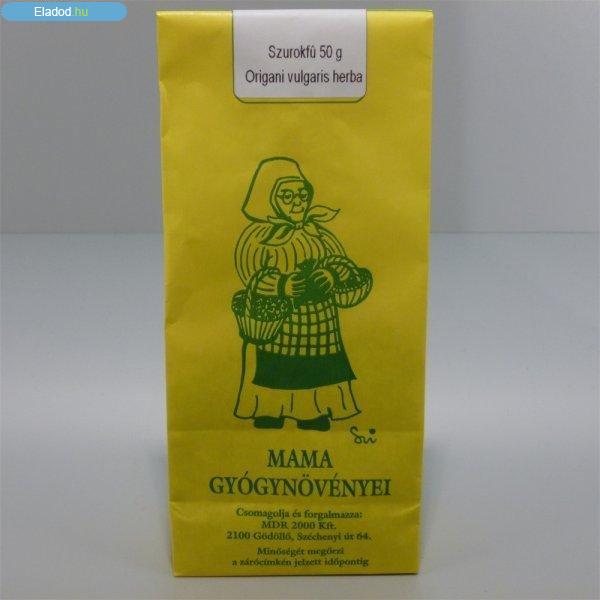 Eladod.hu
Szurokfű 50 g
Origani vulgaris herba
MAMA
GYÓGYNÖVÉNYEI
Csomagolja és forgalmazza:
MDR 2000 Kft.
2100 Gödöllő, Széchenyi út 64.
Minőségét megőrzi
a zárócímkén jelzett időpontig